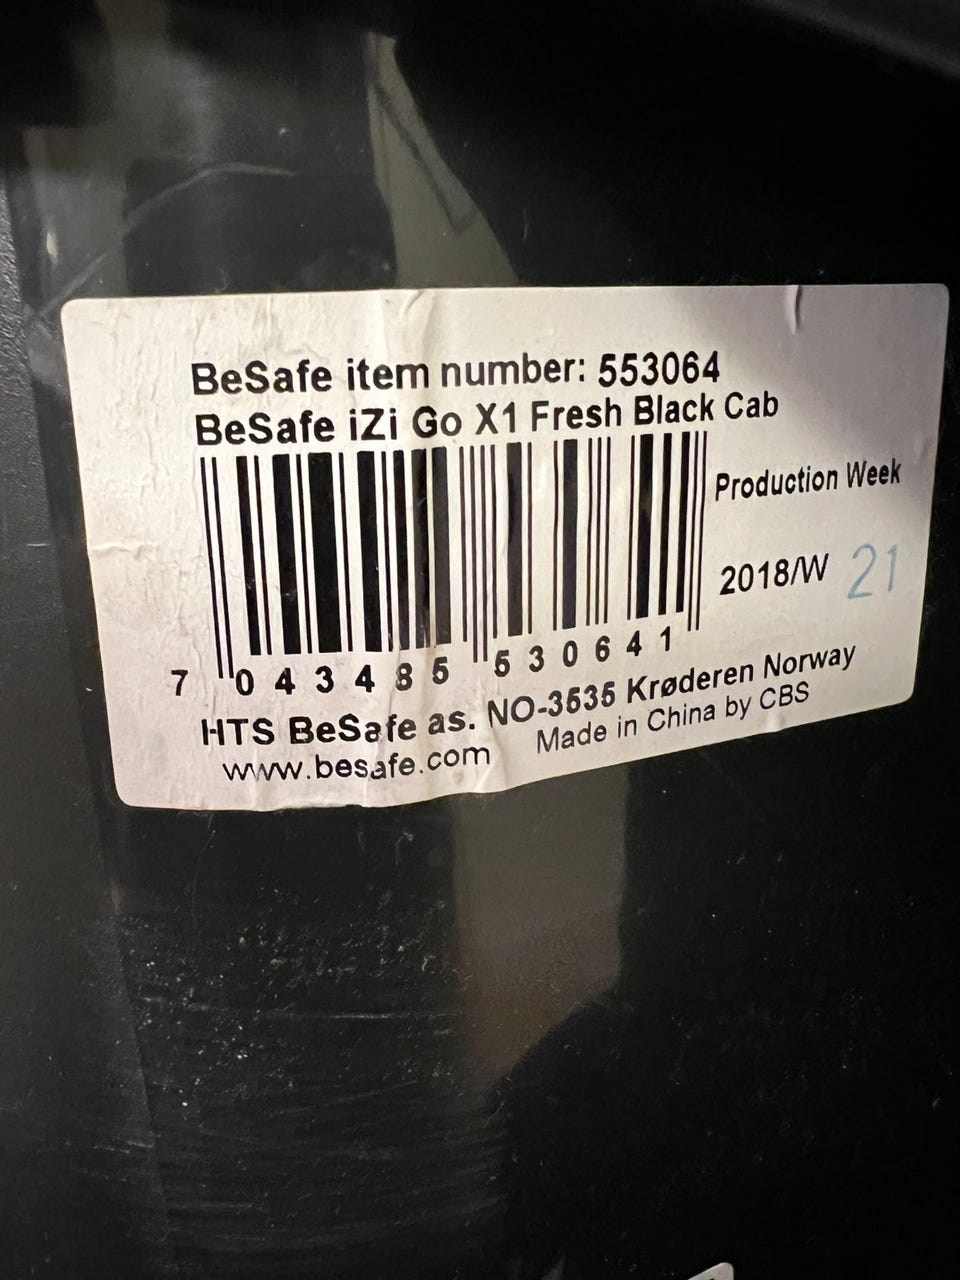 BeSafe item number: 553064
BeSafe iZi Go X1 Fresh Black Cab
Production Week
2018/W 21
7 043485 530641
HTS BeSafe as. NO-3535 Krøderen Norway
www.besafe.com Made in China by CBS